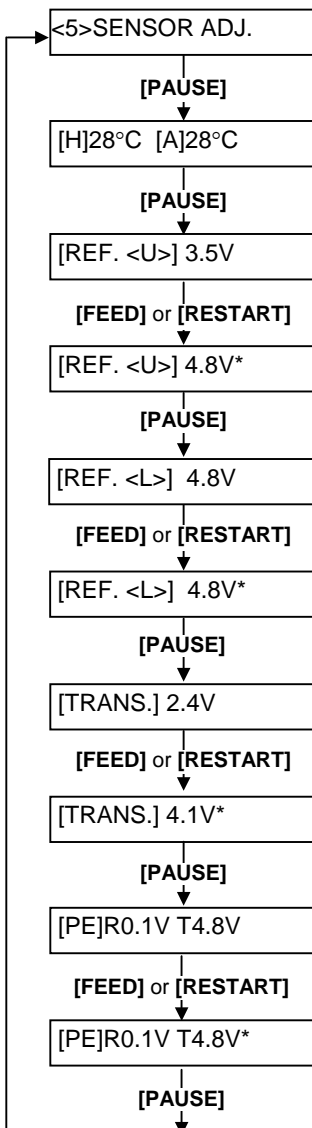 <5>SENSOR ADJ.
[PAUSE]
[H]28°C [A]28°C
[PAUSE]
[REF. <U>] 3.5V
[FEED] or [RESTART]
[REF. <U>] 4.8V*
[PAUSE]
[REF. <L>] 4.8V
[FEED] or [RESTART]
[REF. <L>] 4.8V*
[PAUSE]
[TRANS.] 2.4V
[FEED] or [RESTART]
[TRANS.] 4.1V*
[PAUSE]
[PE]R0.1V T4.8V
[FEED] or [RESTART]
[PE]R0.1V T4.8V*
[PAUSE]